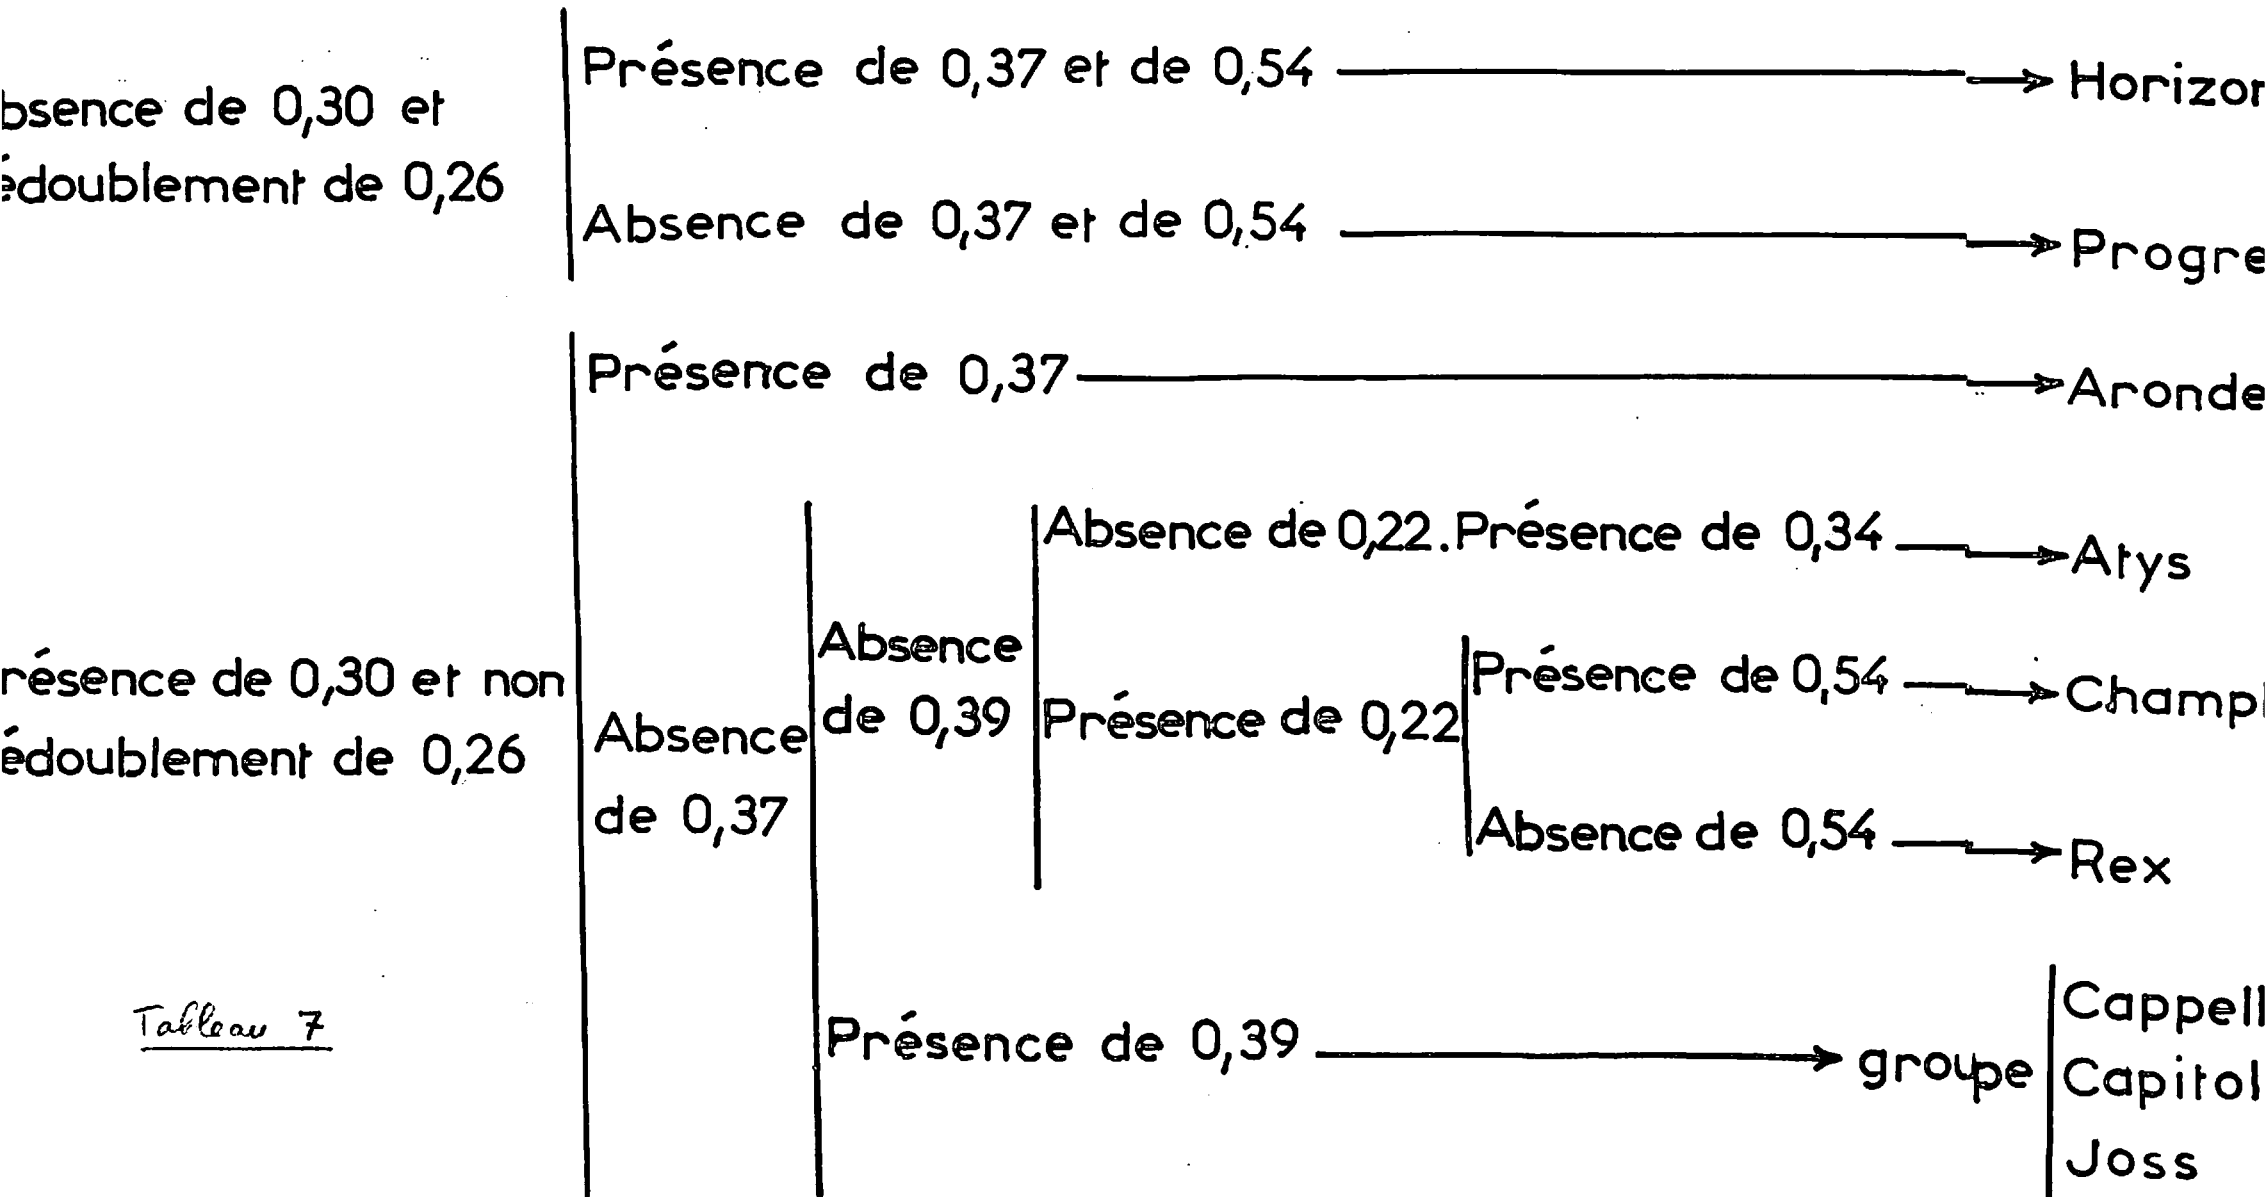 Présence de 0,37 et de 0,54 Horizon
bsence de 0,30 et
édoublement de 0,26
Absence de 0,37 et de 0,54 Progre
Présence de 0,37 Aronde
Absence de 0,22. Présence de 0,34 Atys
Absence
de 0,39
Présence de 0,22
Présence de 0,54 Champl
résence de 0,30 et non
édoublement de 0,26
Absence
de 0,37
Absence de 0,54 Rex
Présence de 0,39 groupe
Cappell
Capitol
Joss
Tableau 7